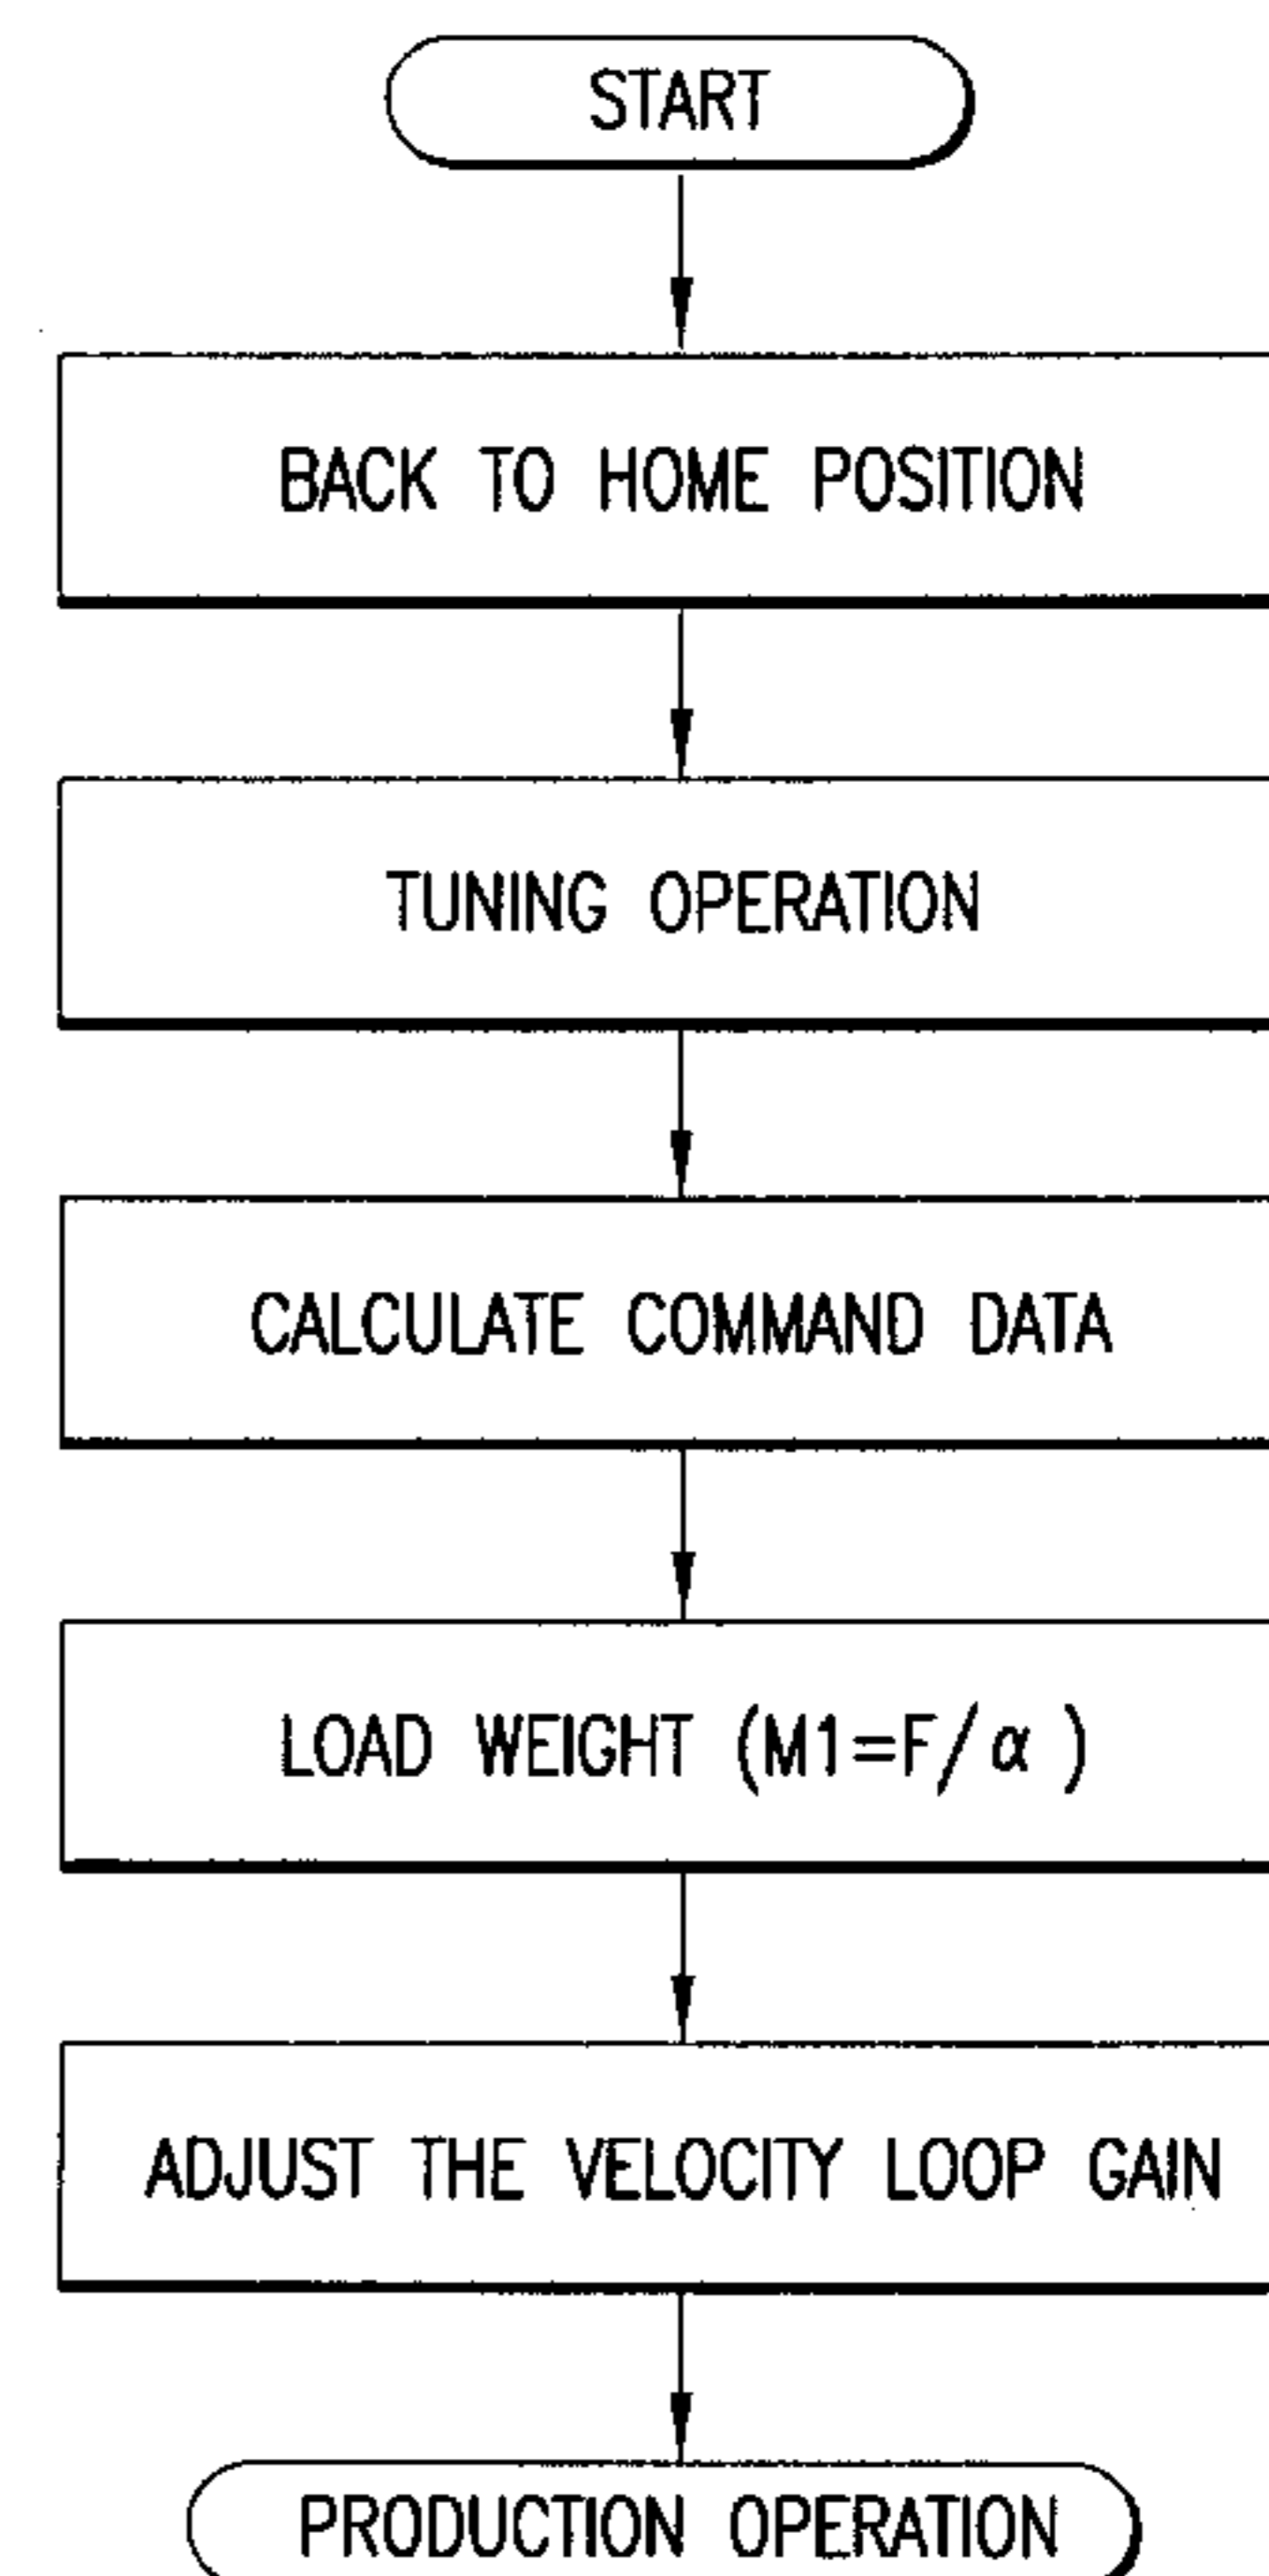 START
BACK TO HOME POSITION
TUNING OPERATION
CALCULATE COMMAND DATA
LOAD WEIGHT (M1=F/α )
ADJUST THE VELOCITY LOOP GAIN
PRODUCTION OPERATION